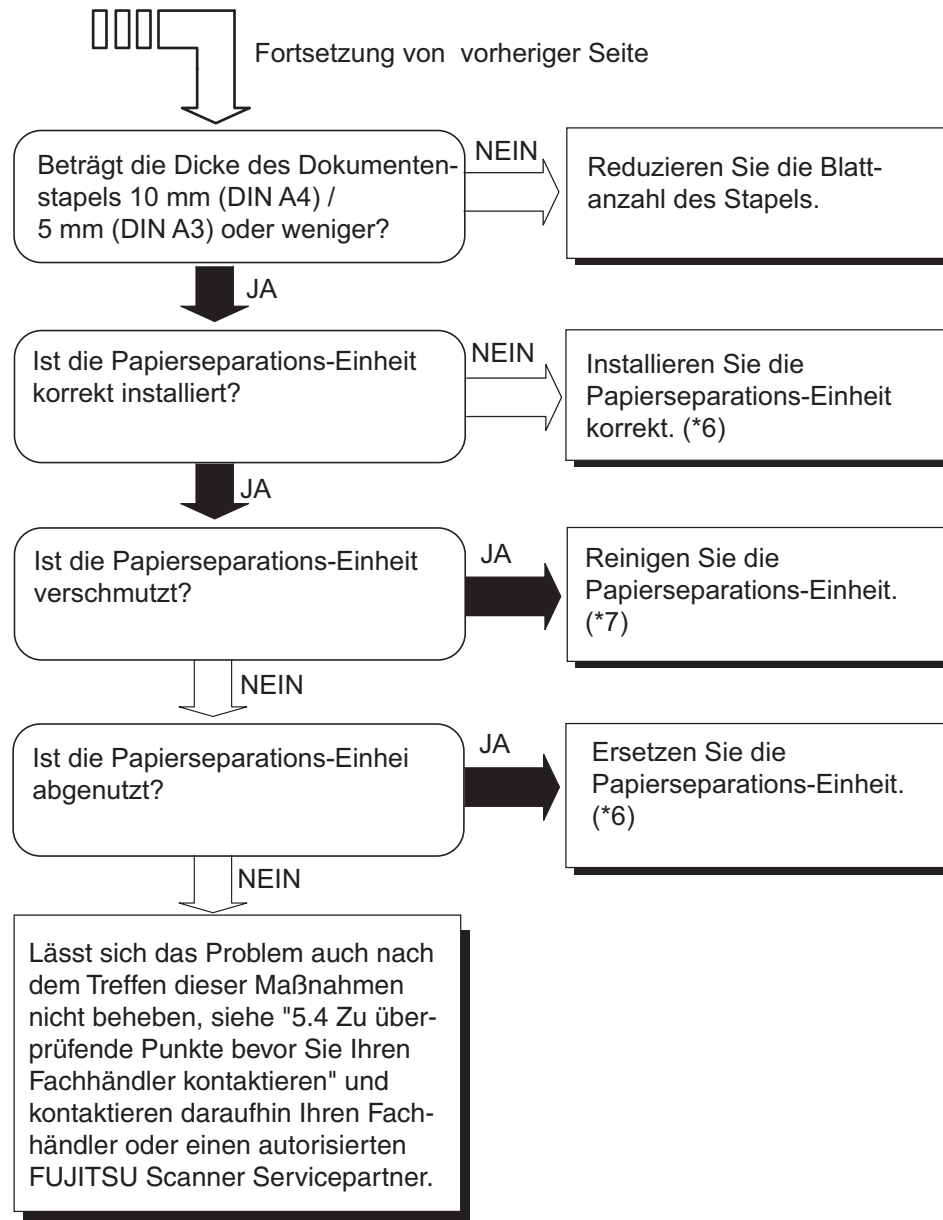 Fortsetzung von vorheriger Seite
Beträgt die Dicke des Dokumenten-
stapels 10 mm (DIN A4) /
5 mm (DIN A3) oder weniger?
NEIN
Reduzieren Sie die Blatt-
anzahl des Stapels.
JA
Ist die Papierseparations-Einheit
korrekt installiert?
NEIN
Installieren Sie die
Papierseparations-Einheit
korrekt. (*6)
JA
Ist die Papierseparations-Einheit
verschmutzt?
JA
Reinigen Sie die
Papierseparations-Einheit.
(*7)
NEIN
Ist die Papierseparations-Einhei
abgenutzt?
JA
Ersetzen Sie die
Papierseparations-Einheit.
(*6)
NEIN
Lässt sich das Problem auch nach
dem Treffen dieser Maßnahmen
nicht beheben, siehe "5.4 Zu über-
prüfende Punkte bevor Sie Ihren
Fachhändler kontaktieren" und
kontaktieren daraufhin Ihren Fach-
händler oder einen autorisierten
FUJITSU Scanner Servicepartner.